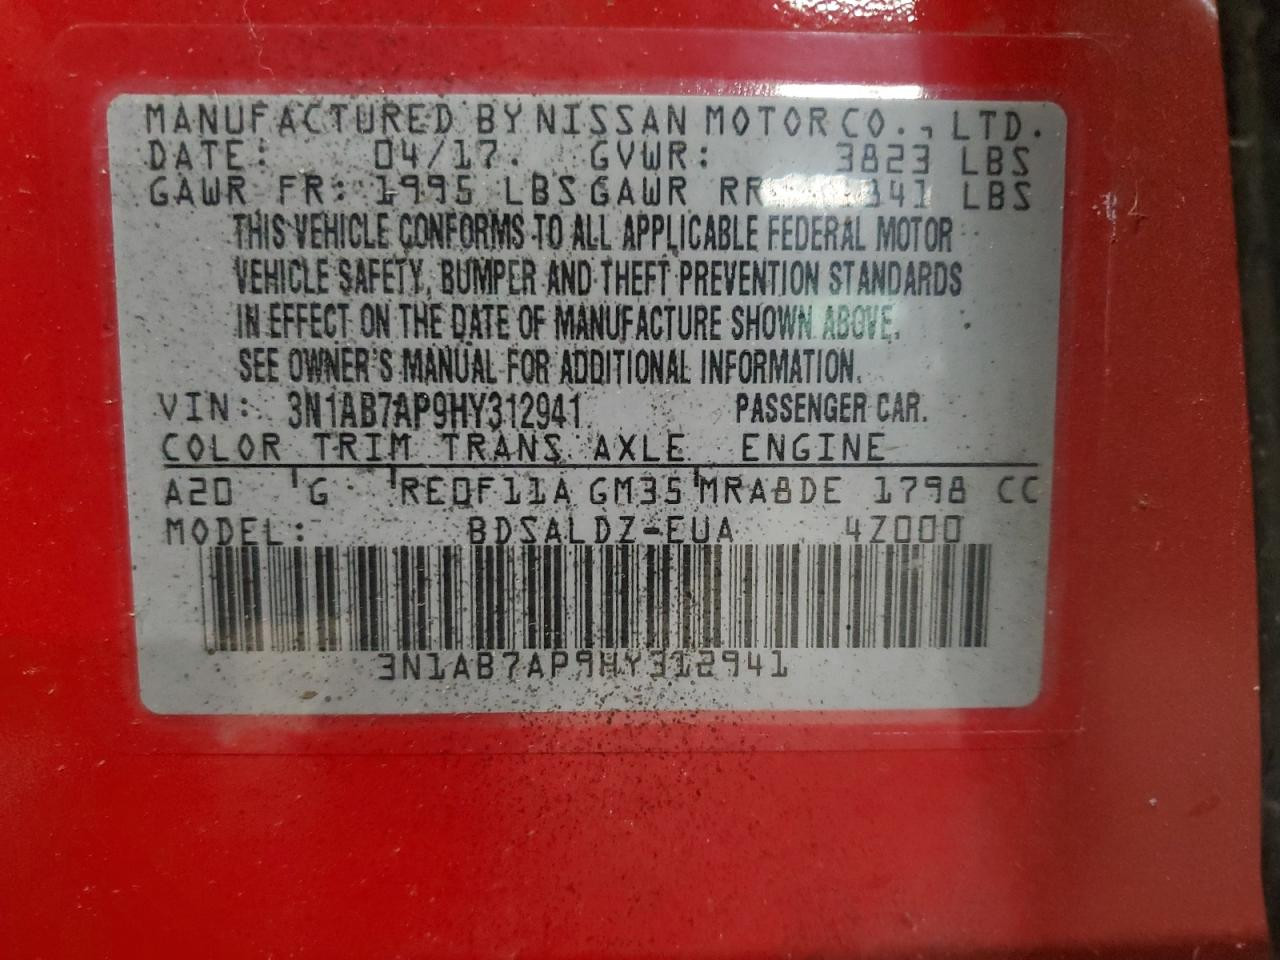 MANUFACTURED BY NISSAN MOTOR CO., LTD.
DATE: 04/17. GVWR: 3823 LBS
GAWR FR: 1995 LBS GAWR RR: LBS
THIS VEHICLE CONFORMS TO ALL APPLICABLE FEDERAL MOTOR
VEHICLE SAFETY, BUMPER AND THEFT PREVENTION STANDARDS
IN EFFECT ON THE DATE OF MANUFACTURE SHOWN ABOVE.
SEE OWNER'S MANUAL FOR ADDITIONAL INFORMATION.
VIN: 3N1AB7AP9HY312941 PASSENGER CAR.
COLOR TRIM TRANS AXLE ENGINE
A20 'G 'RE0F11A GM35'MRA8DE 1798 CC
MODEL: BDSALDZ-EUA 4Z000
3N1AB7AP9HY312941